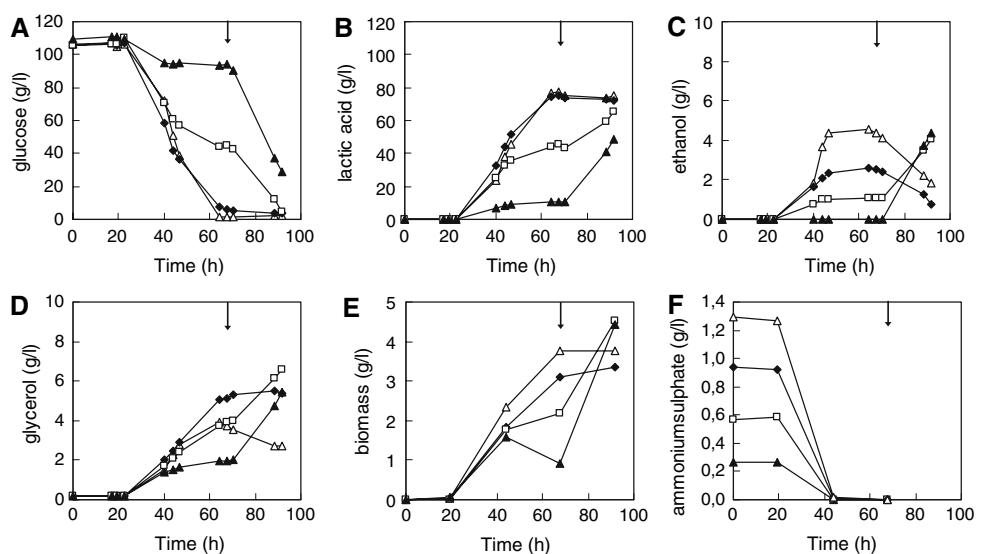 A
glucose (g/l)
120
100
80
60
40
20
0
0 20 40 60 80 100
Time (h)
B
lactic acid (g/l)
100
80
60
40
20
0
0 20 40 60 80 100
Time (h)
C
ethanol (g/l)
10
8
6
4
2
0
0 20 40 60 80 100
Time (h)
D
glycerol (g/l)
10
8
6
4
2
0
0 20 40 60 80 100
Time (h)
E
biomass (g/l)
5
4
3
2
1
0
0 20 40 60 80 100
Time (h)
F
ammoniumsulphate (g/l)
1,4
1,2
1,0
0,8
0,6
0,4
0,2
0,0
0 20 40 60 80 100
Time (h)